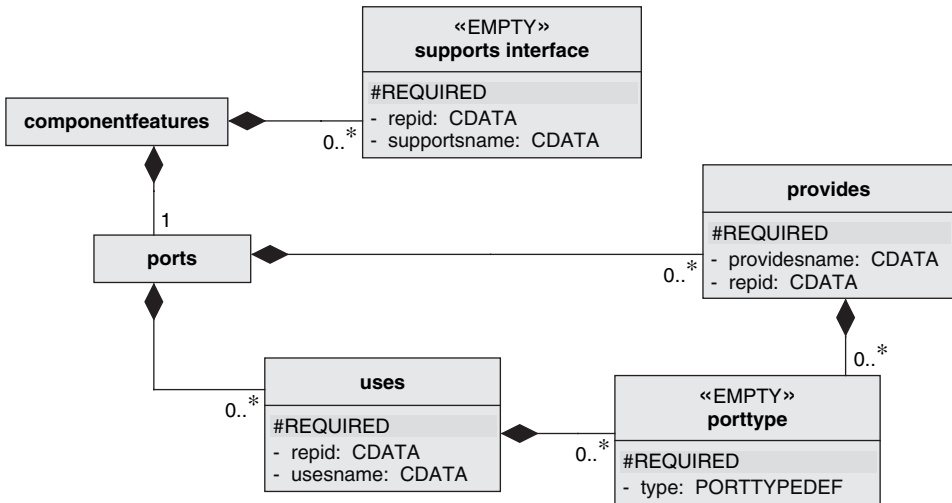 «EMPTY»
supports interface
#REQUIRED
- repid: CDATA
- supportsname: CDATA
componentfeatures
0..*
1
ports
provides
#REQUIRED
- providesname: CDATA
- repid: CDATA
0..*
0..*
uses
#REQUIRED
- repid: CDATA
- usesname: CDATA
0..*
«EMPTY»
porttype
#REQUIRED
- type: PORTTYPEDEF
0..*